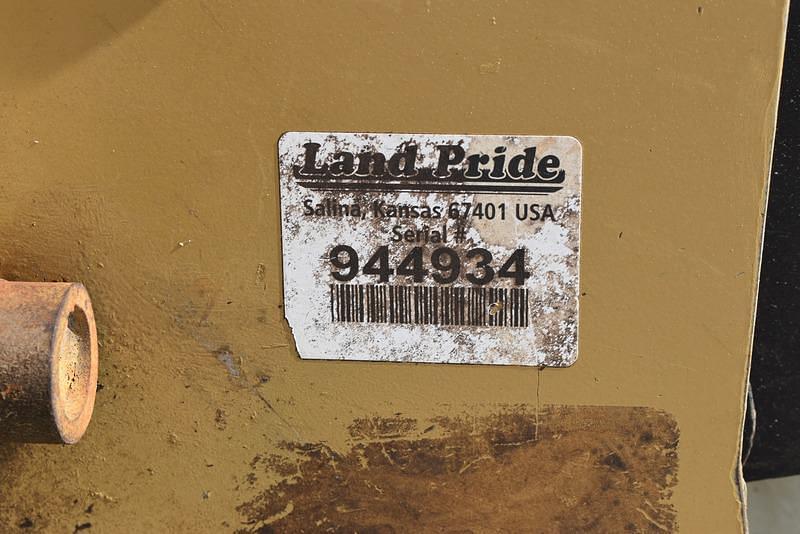 Land Pride
Salina, Kansas 67401 USA
Serial #
944934